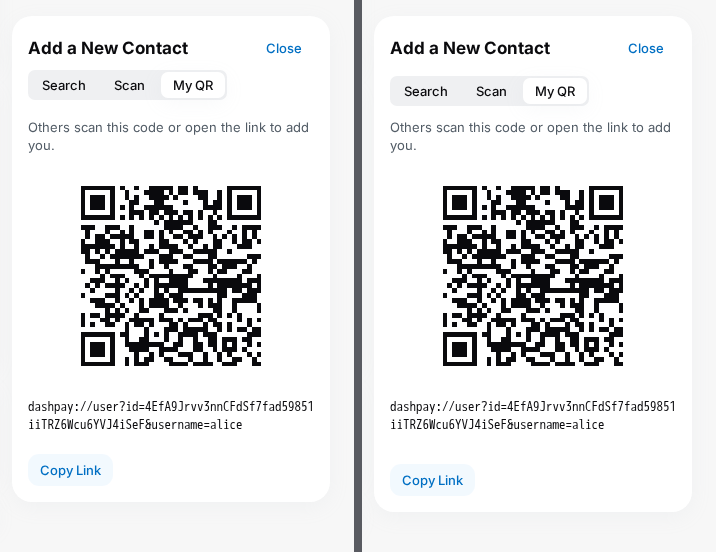 Add a New Contact Close
Search Scan My QR
Others scan this code or open the link to add
you.
dashpay://user?id=4EfA9Jrvv3nnCFdSf7fad59851
iiTRZ6Wcu6YVJ4iSeF&username=alice
Copy Link
Add a New Contact Close
Search Scan My QR
Others scan this code or open the link to add
you.
dashpay://user?id=4EfA9Jrvv3nnCFdSf7fad59851
iiTRZ6Wcu6YVJ4iSeF&username=alice
Copy Link